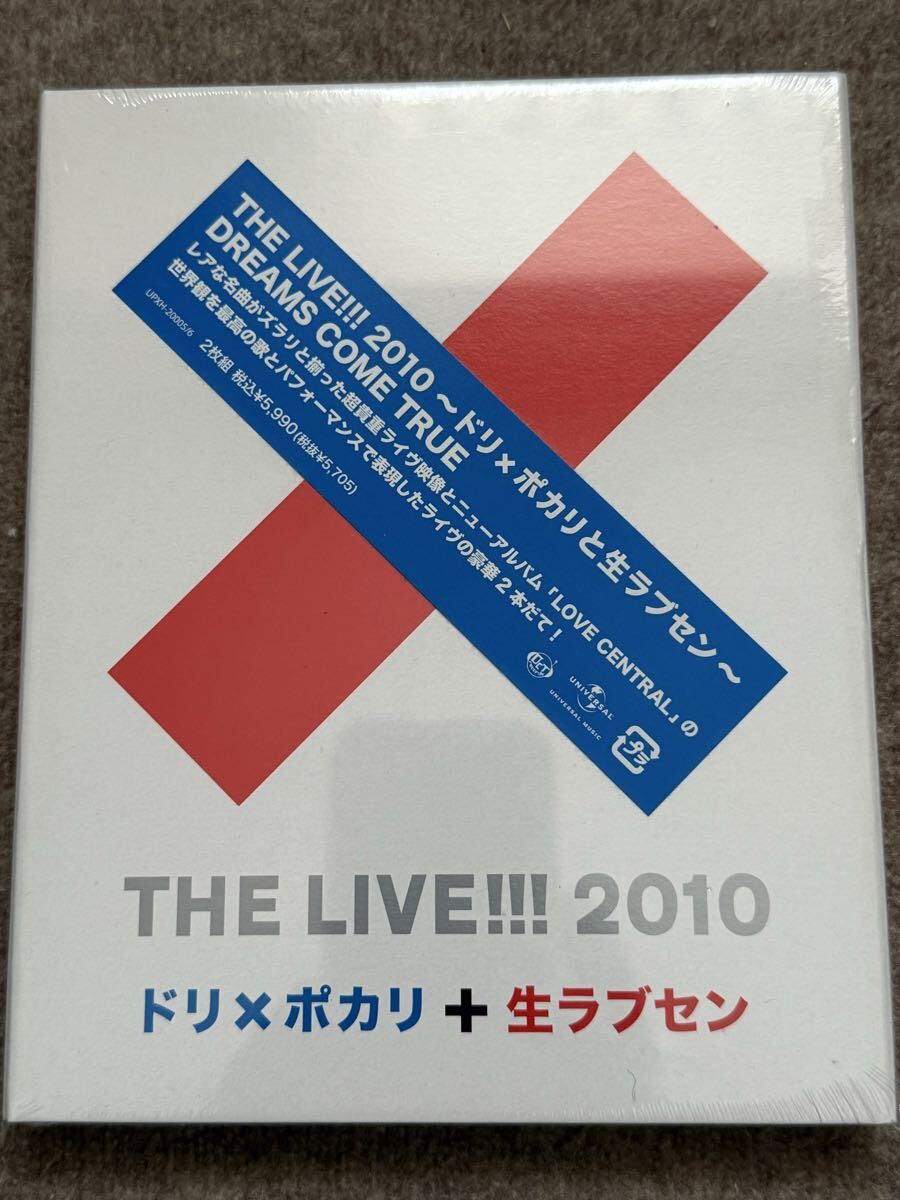 THE LIVE!!! 2010 〜ドリ×ポカリと生ラブセン〜
DREAMS COME TRUE
レアな名曲がズラリと揃った超貴重ライヴ映像とニューアルバム「LOVE CENTRAL」の
世界観を最高の歌とパフォーマンスで表現したライヴの豪華2本だて!
UPXH-20005/6 2枚組 税込¥5,990(税抜¥5,705)
DCT
UNIVERSAL
UNIVERSAL MUSIC
プラ
THE LIVE!!! 2010
ドリ×ポカリ + 生ラブセン